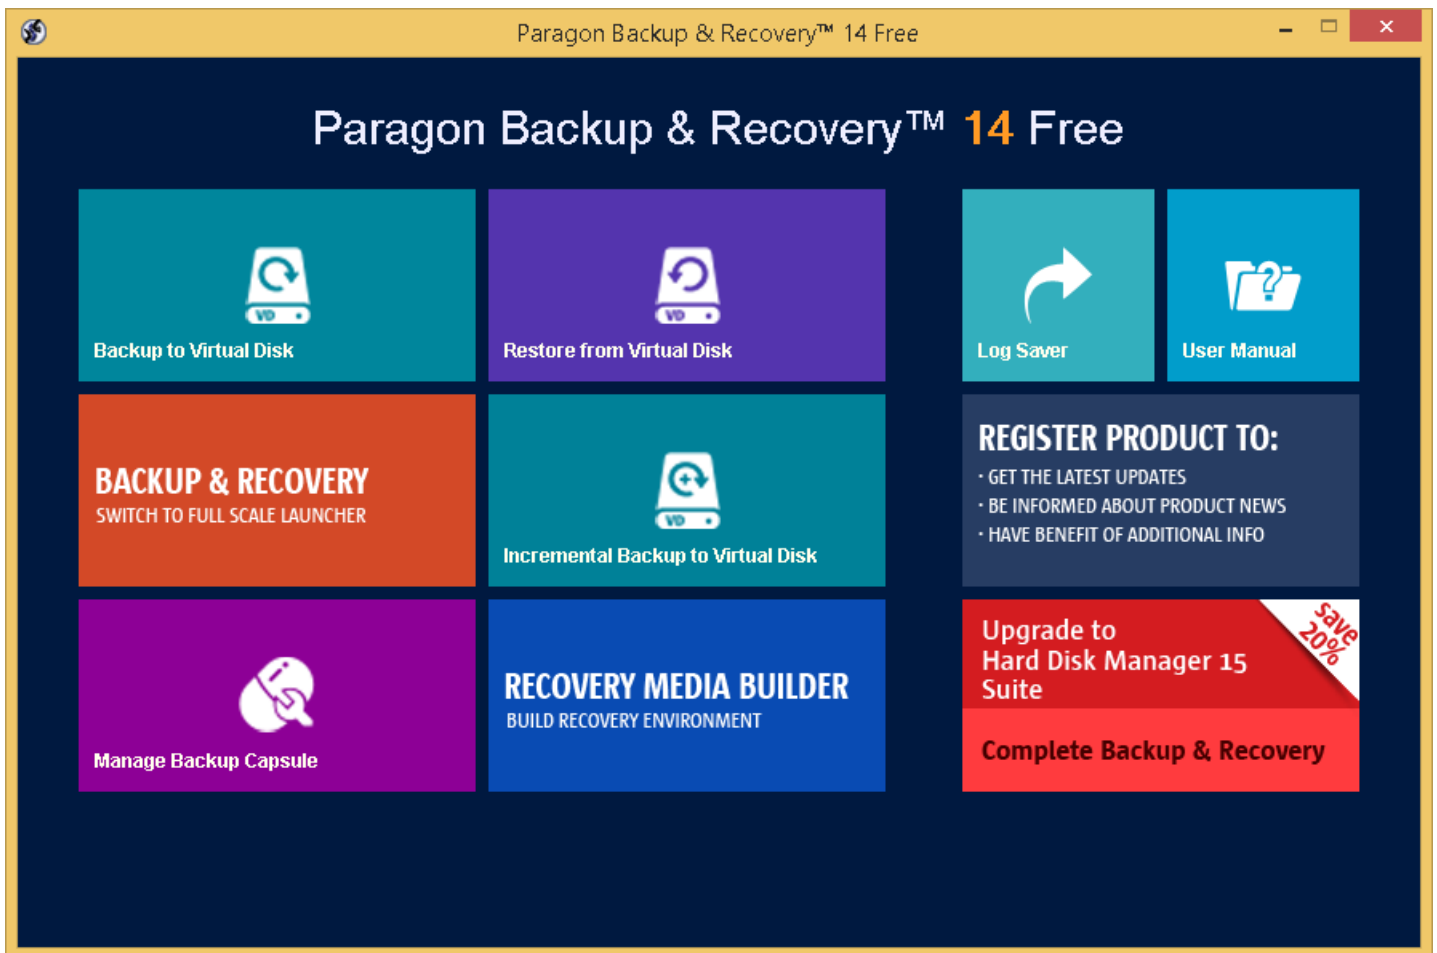 Paragon Backup & Recovery™ 14 Free
Paragon Backup & Recovery™ 14 Free
VD
Backup to Virtual Disk
VD
Restore from Virtual Disk
Log Saver
User Manual
BACKUP & RECOVERY
SWITCH TO FULL SCALE LAUNCHER
VD
Incremental Backup to Virtual Disk
REGISTER PRODUCT TO:
· GET THE LATEST UPDATES
· BE INFORMED ABOUT PRODUCT NEWS
· HAVE BENEFIT OF ADDITIONAL INFO
Manage Backup Capsule
RECOVERY MEDIA BUILDER
BUILD RECOVERY ENVIRONMENT
Upgrade to
Hard Disk Manager 15
Suite
save
20%
Complete Backup & Recovery